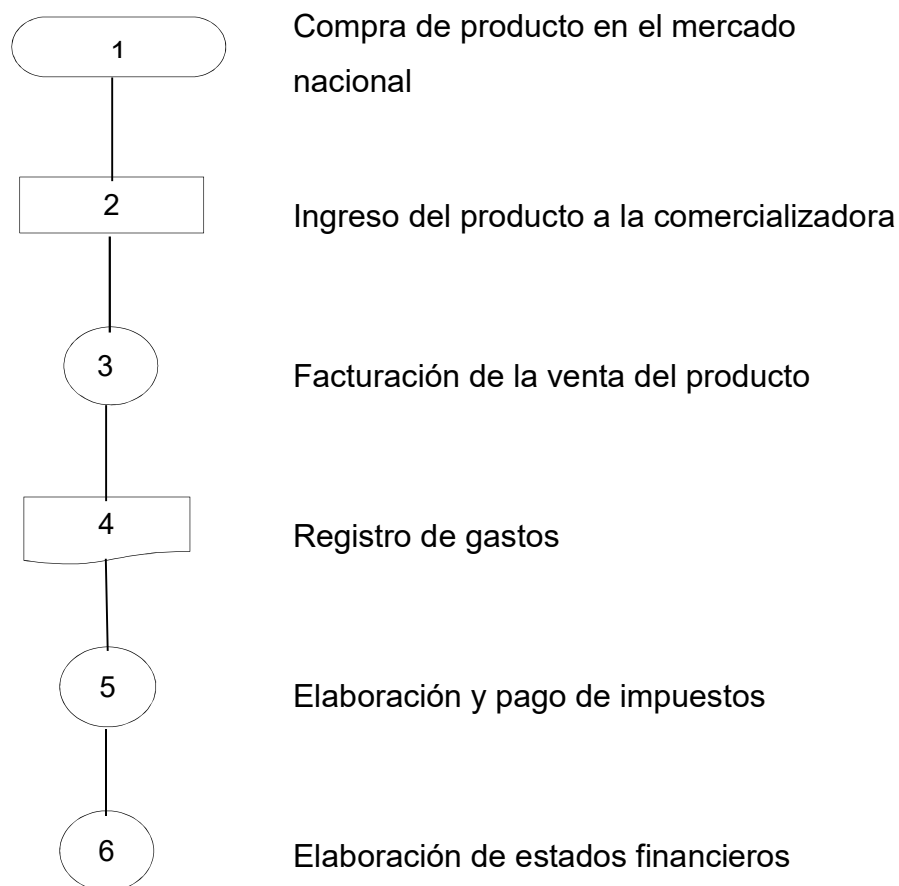 1
Compra de producto en el mercado
nacional
2
Ingreso del producto a la comercializadora
3
Facturación de la venta del producto
4
Registro de gastos
5
Elaboración y pago de impuestos
6
Elaboración de estados financieros